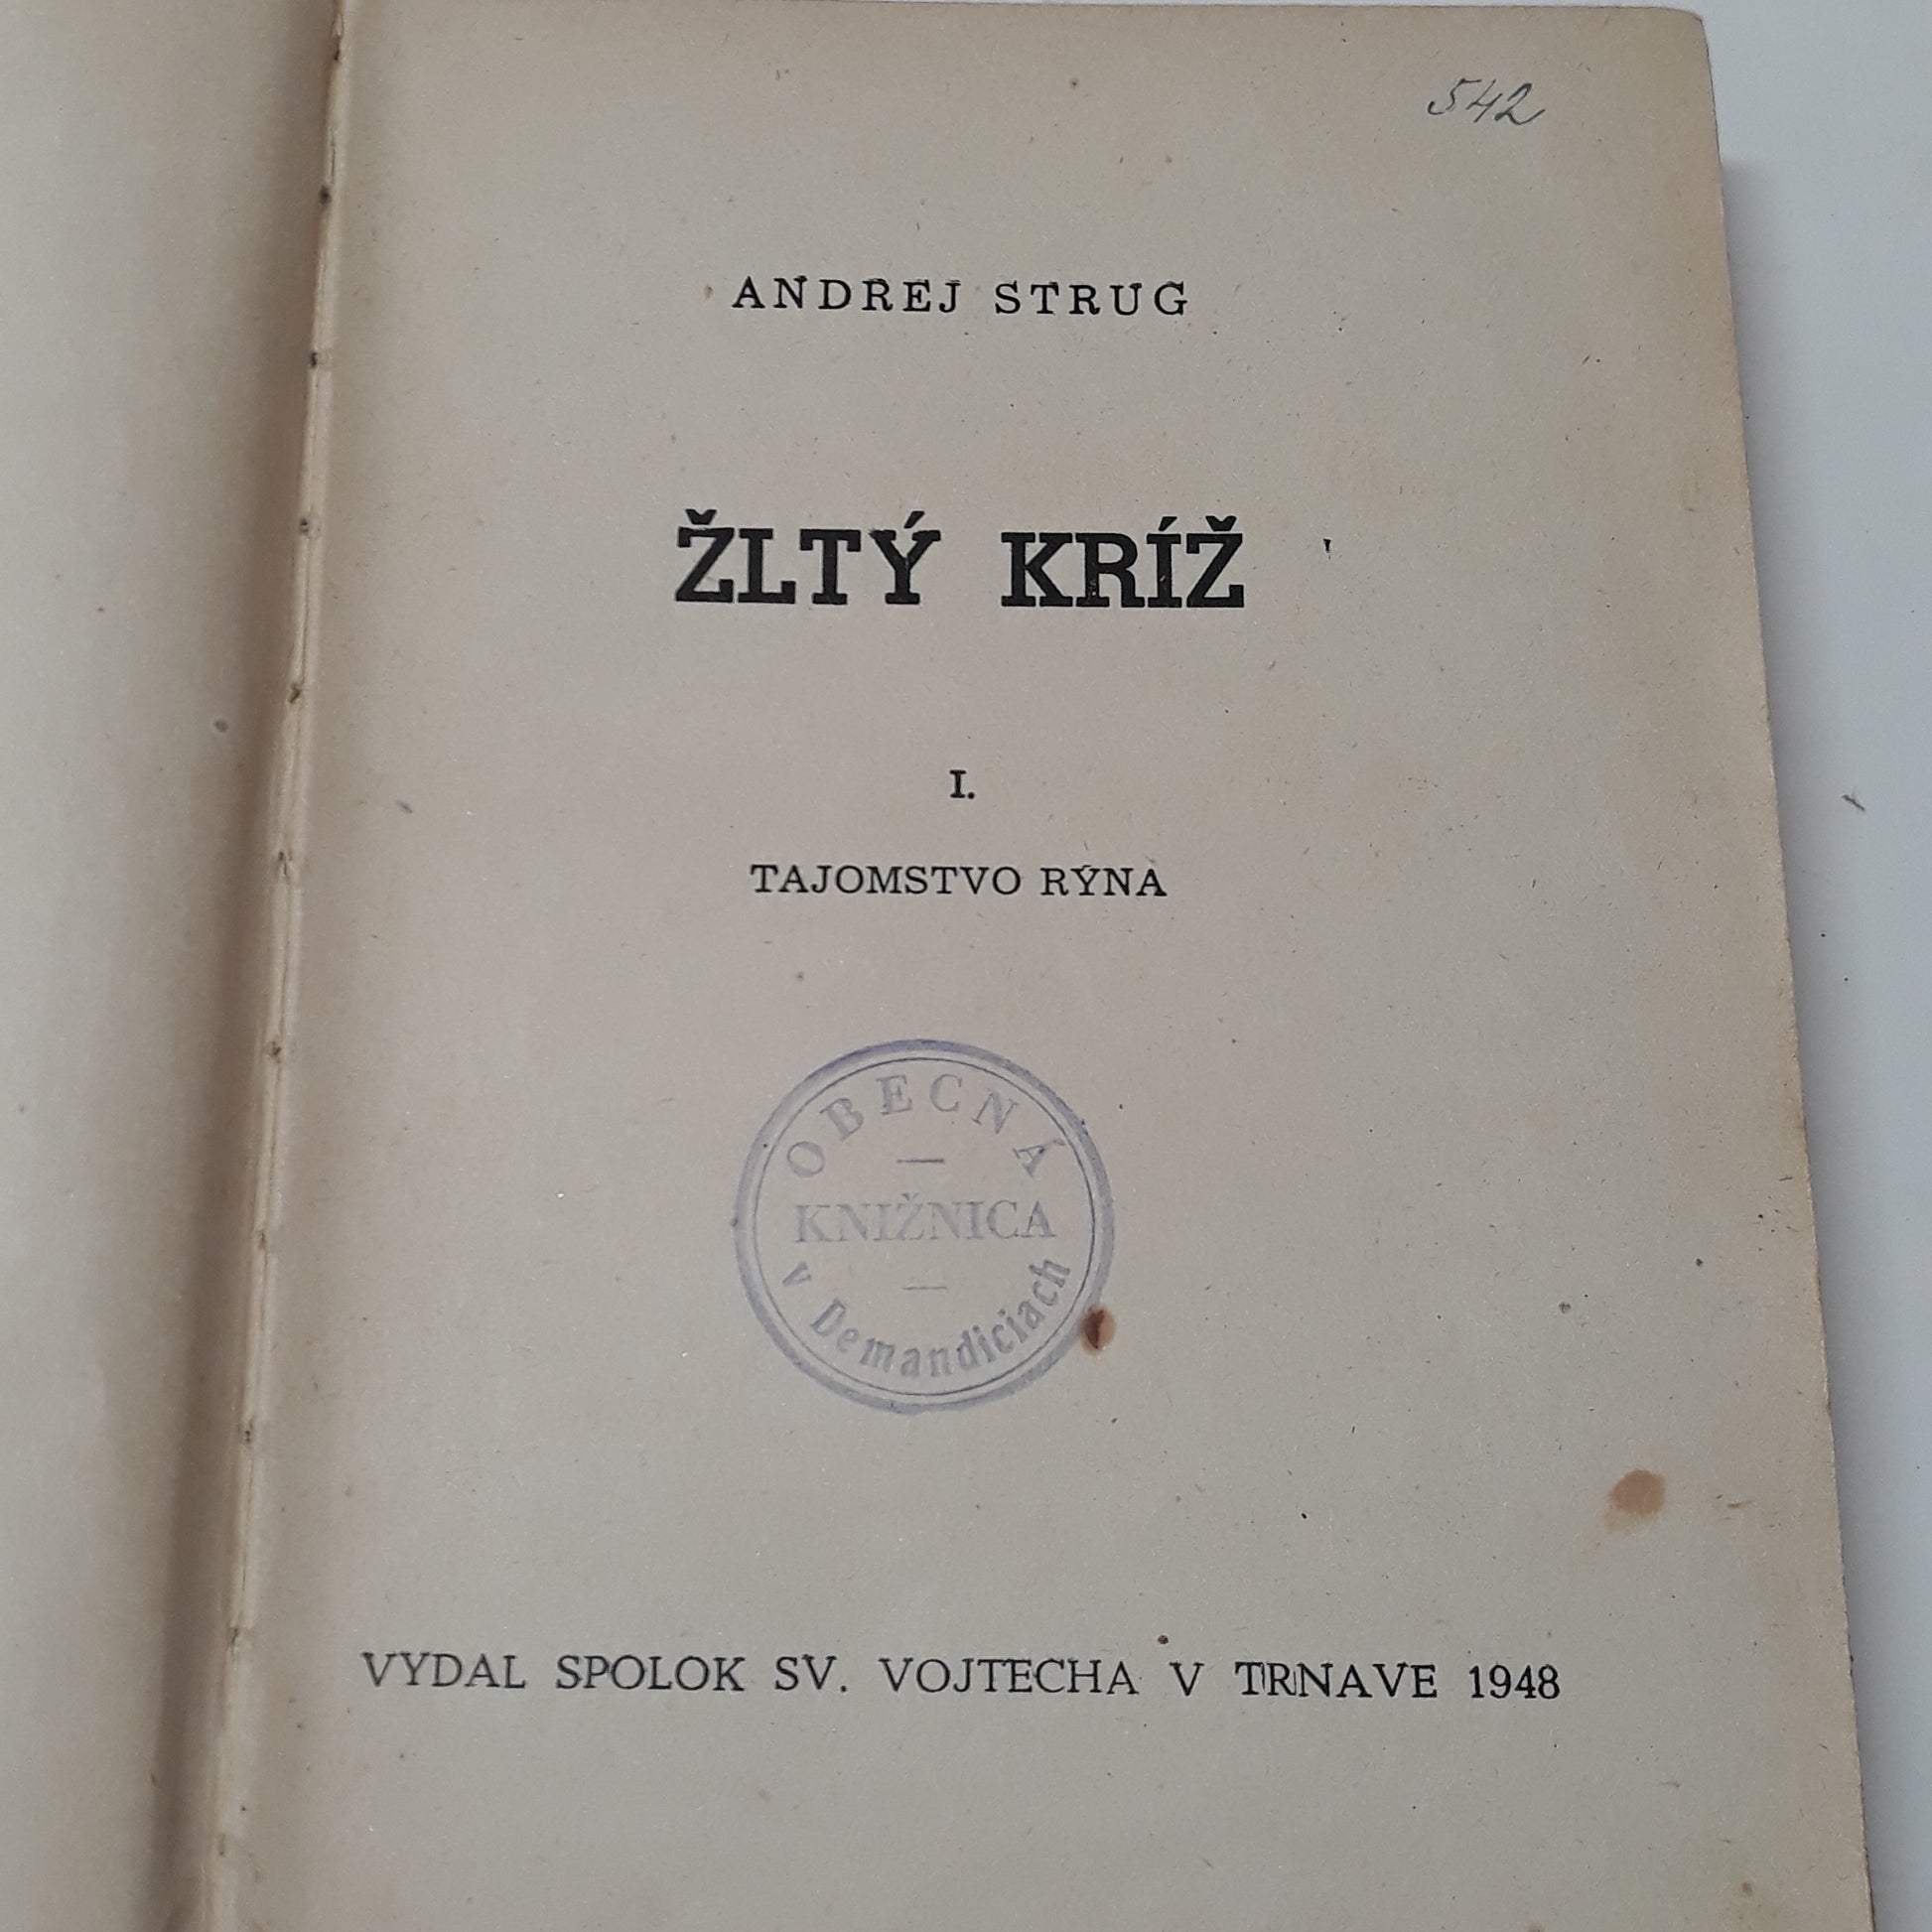 542
ANDREJ STRUG
ŽLTÝ KRÍŽ
I.
TAJOMSTVO RÝNA
OBECNÁ
KNIŽNICA
v Demandiciach
VYDAL SPOLOK SV. VOJTECHA V TRNAVE 1948